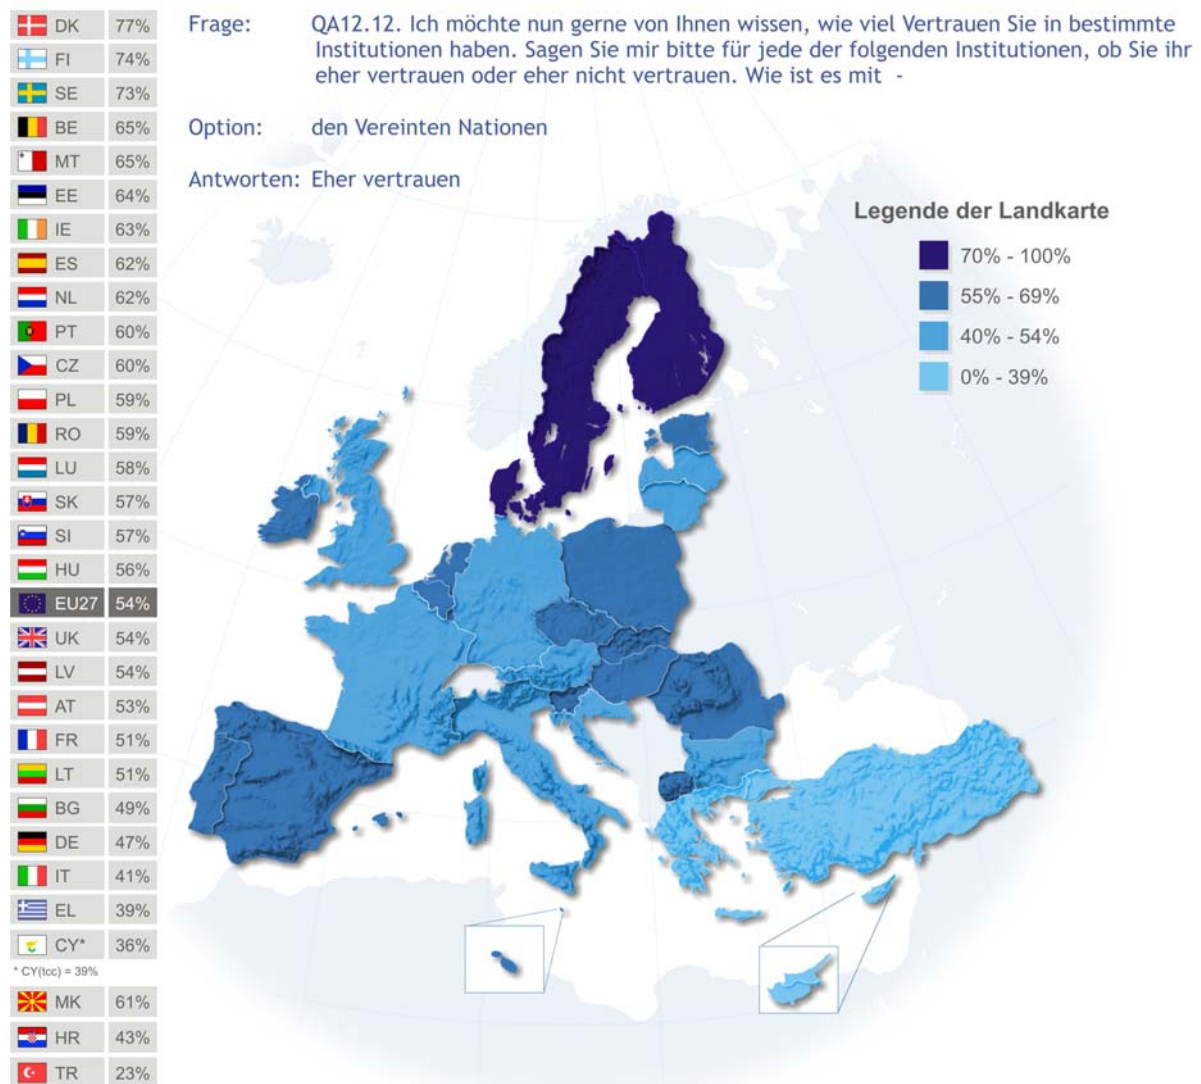 DK 77%
FI 74%
SE 73%
BE 65%
MT 65%
EE 64%
IE 63%
ES 62%
NL 62%
PT 60%
CZ 60%
PL 59%
RO 59%
LU 58%
SK 57%
SI 57%
HU 56%
EU27 54%
UK 54%
LV 54%
AT 53%
FR 51%
LT 51%
BG 49%
DE 47%
IT 41%
EL 39%
CY* 36%
* CY(tcc) = 39%
MK 61%
HR 43%
TR 23%
Frage: QA12.12. Ich möchte nun gerne von Ihnen wissen, wie viel Vertrauen Sie in bestimmte
Institutionen haben. Sagen Sie mir bitte für jede der folgenden Institutionen, ob Sie ihr
eher vertrauen oder eher nicht vertrauen. Wie ist es mit -
Option: den Vereinten Nationen
Antworten: Eher vertrauen
Legende der Landkarte
70% - 100%
55% - 69%
40% - 54%
0% - 39%